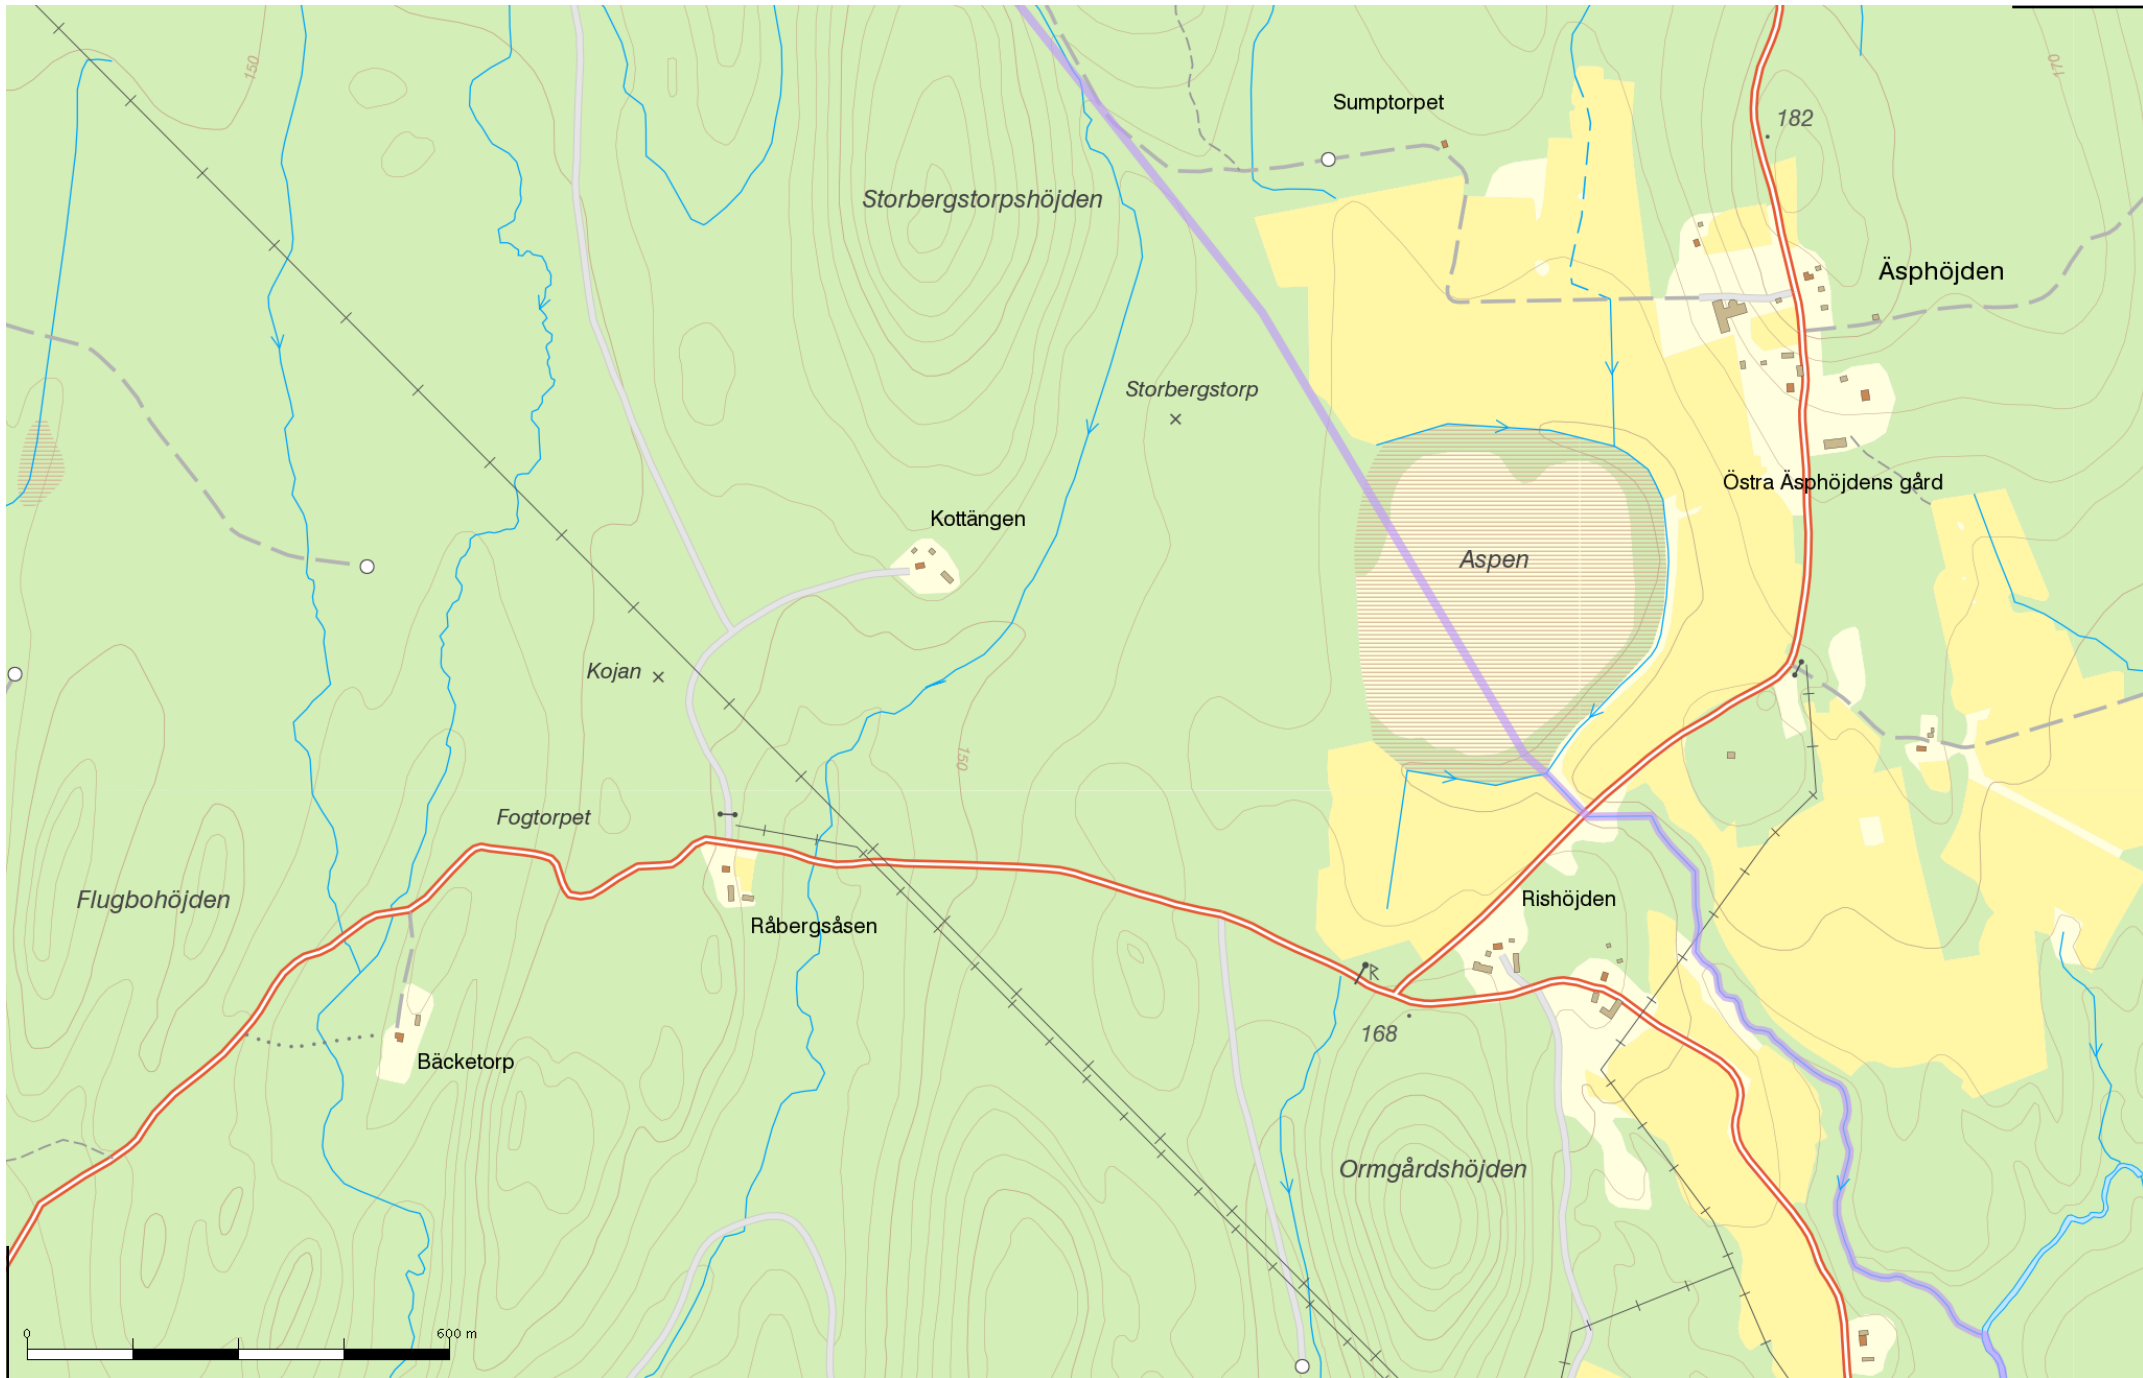 150
170
Sumptorpet
182
Storbergstorpshöjden
Äsphöjden
Storbergstorp
Östra Äsphöjdens gård
Kottängen
Aspen
Kojan
150
Fogtorpet
Flugbohöjden
Rishöjden
Råbergsåsen
R
168
Bäcketorp
Ormgårdshöjden
0 600 m